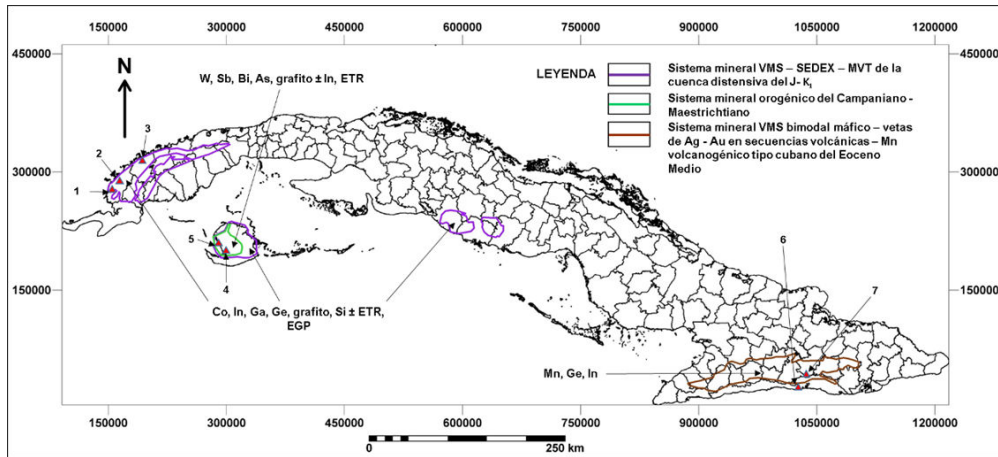 150000 300000 450000 600000 750000 900000 1050000 1200000
450000
450000
N
W, Sb, Bi, As, grafito ± In, ETR
LEYENDA
Sistema mineral VMS – SEDEX – MVT de la
cuenca distensiva del J- K₁
Sistema mineral orogénico del Campaniano -
Maestrichtiano
Sistema mineral VMS bimodal máfico – vetas
de Ag - Au en secuencias volcánicas – Mn
volcanogénico tipo cubano del Eoceno
Medio
3
2
1
300000
300000
5
4
6
7
150000
150000
Co, In, Ga, Ge, grafito, Si ± ETR,
EGP
Mn, Ge, In
150000 300000 450000 600000 750000 900000 1050000 1200000
0 250 km